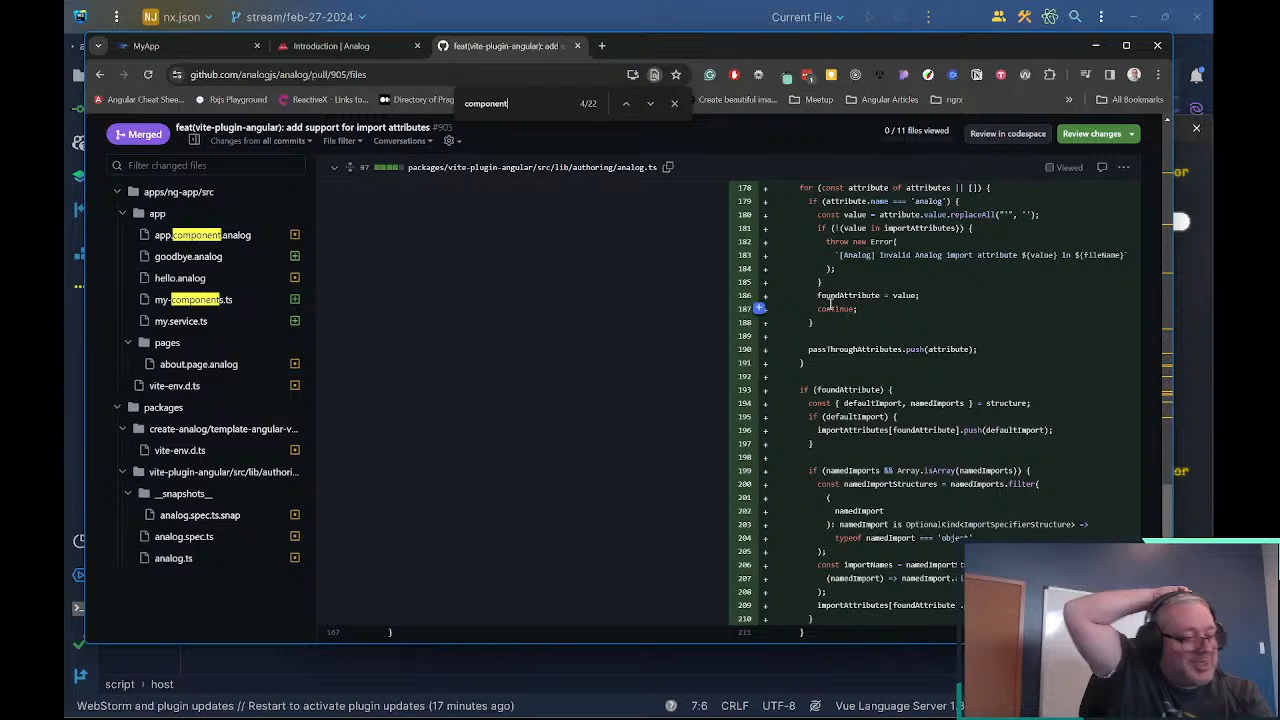 nx.json
stream/feb-27-2024
Current File
MyApp
Introduction | Analog
feat(vite-plugin-angular): add s
github.com/analogjs/analog/pull/905/files
Angular Cheat Shee...
Rxjs Playground
ReactiveX - Links to...
Directory of Prag
Create beautiful ima...
Meetup
Angular Articles
ngrx
All Bookmarks
component
4/22
Merged
feat(vite-plugin-angular): add support for import attributes #905
Changes from all commits
File filter
Conversations
0 / 11 files viewed
Review in codespace
Review changes
Filter changed files
packages/vite-plugin-angular/src/lib/authoring/analog.ts
97
Viewed
apps/ng-app/src
app
app.component.analog
goodbye.analog
hello.analog
my-components.ts
my.service.ts
pages
about.page.analog
vite-env.d.ts
packages
create-analog/template-angular-v...
vite-env.d.ts
vite-plugin-angular/src/lib/authori...
__snapshots__
analog.spec.ts.snap
analog.spec.ts
analog.ts
178 + for (const attribute of attributes || []) {
179 + if (attribute.name === 'analog') {
180 + const value = attribute.value.replaceAll("'", '');
181 + if (!(value in importAttributes)) {
182 + throw new Error(
183 + `[Analog] Invalid Analog import attribute ${value} in ${fileName}`
184 + );
185 + }
186 + foundAttribute = value;
187 + continue;
188 + }
189 +
190 + passThroughAttributes.push(attribute);
191 + }
192 +
193 + if (foundAttribute) {
194 + const { defaultImport, namedImports } = structure;
195 + if (defaultImport) {
196 + importAttributes[foundAttribute].push(defaultImport);
197 + }
198 +
199 + if (namedImports && Array.isArray(namedImports)) {
200 + const namedImportStructures = namedImports.filter(
201 + (
202 + namedImport
203 + ): namedImport is OptionalKind<ImportSpecifierStructure> =>
204 + typeof namedImport === 'object'
205 + );
206 + const importNames = namedImportS
207 + (namedImport) => namedImport.
208 + );
209 + importAttributes[foundAttribute
210 + }
167 }
211 }
script
host
WebStorm and plugin updates // Restart to activate plugin updates (17 minutes ago)
7:6
CRLF
UTF-8
Vue Language Server 1.8